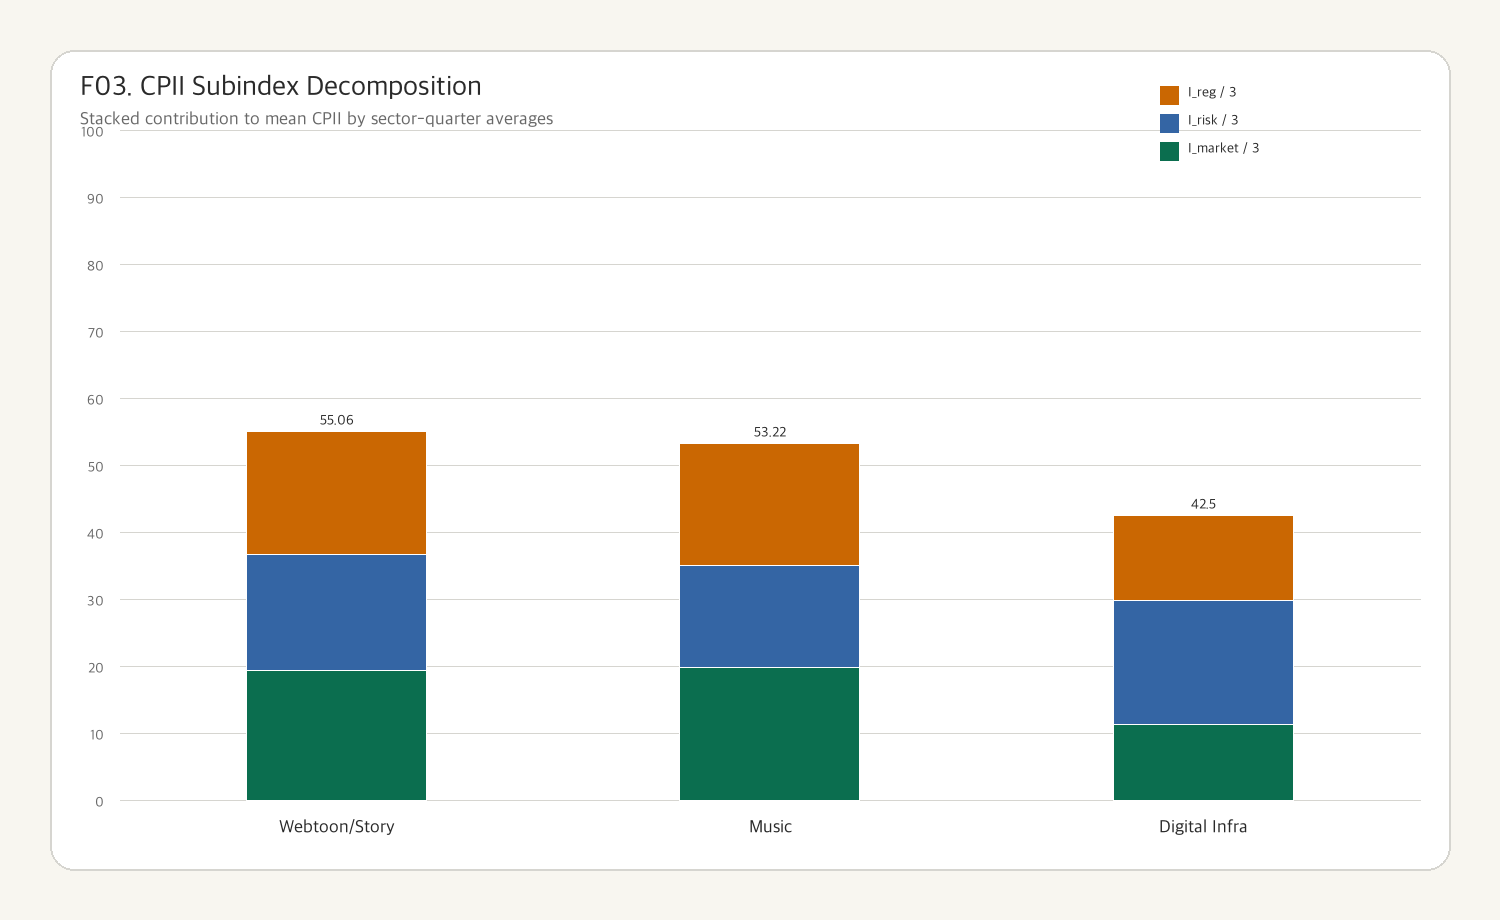 F03. CPII Subindex Decomposition
Stacked contribution to mean CPII by sector-quarter averages
I_reg / 3
I_risk / 3
I_market / 3
100
90
80
70
60
50
40
30
20
10
0
55.06
53.22
42.5
Webtoon/Story
Music
Digital Infra